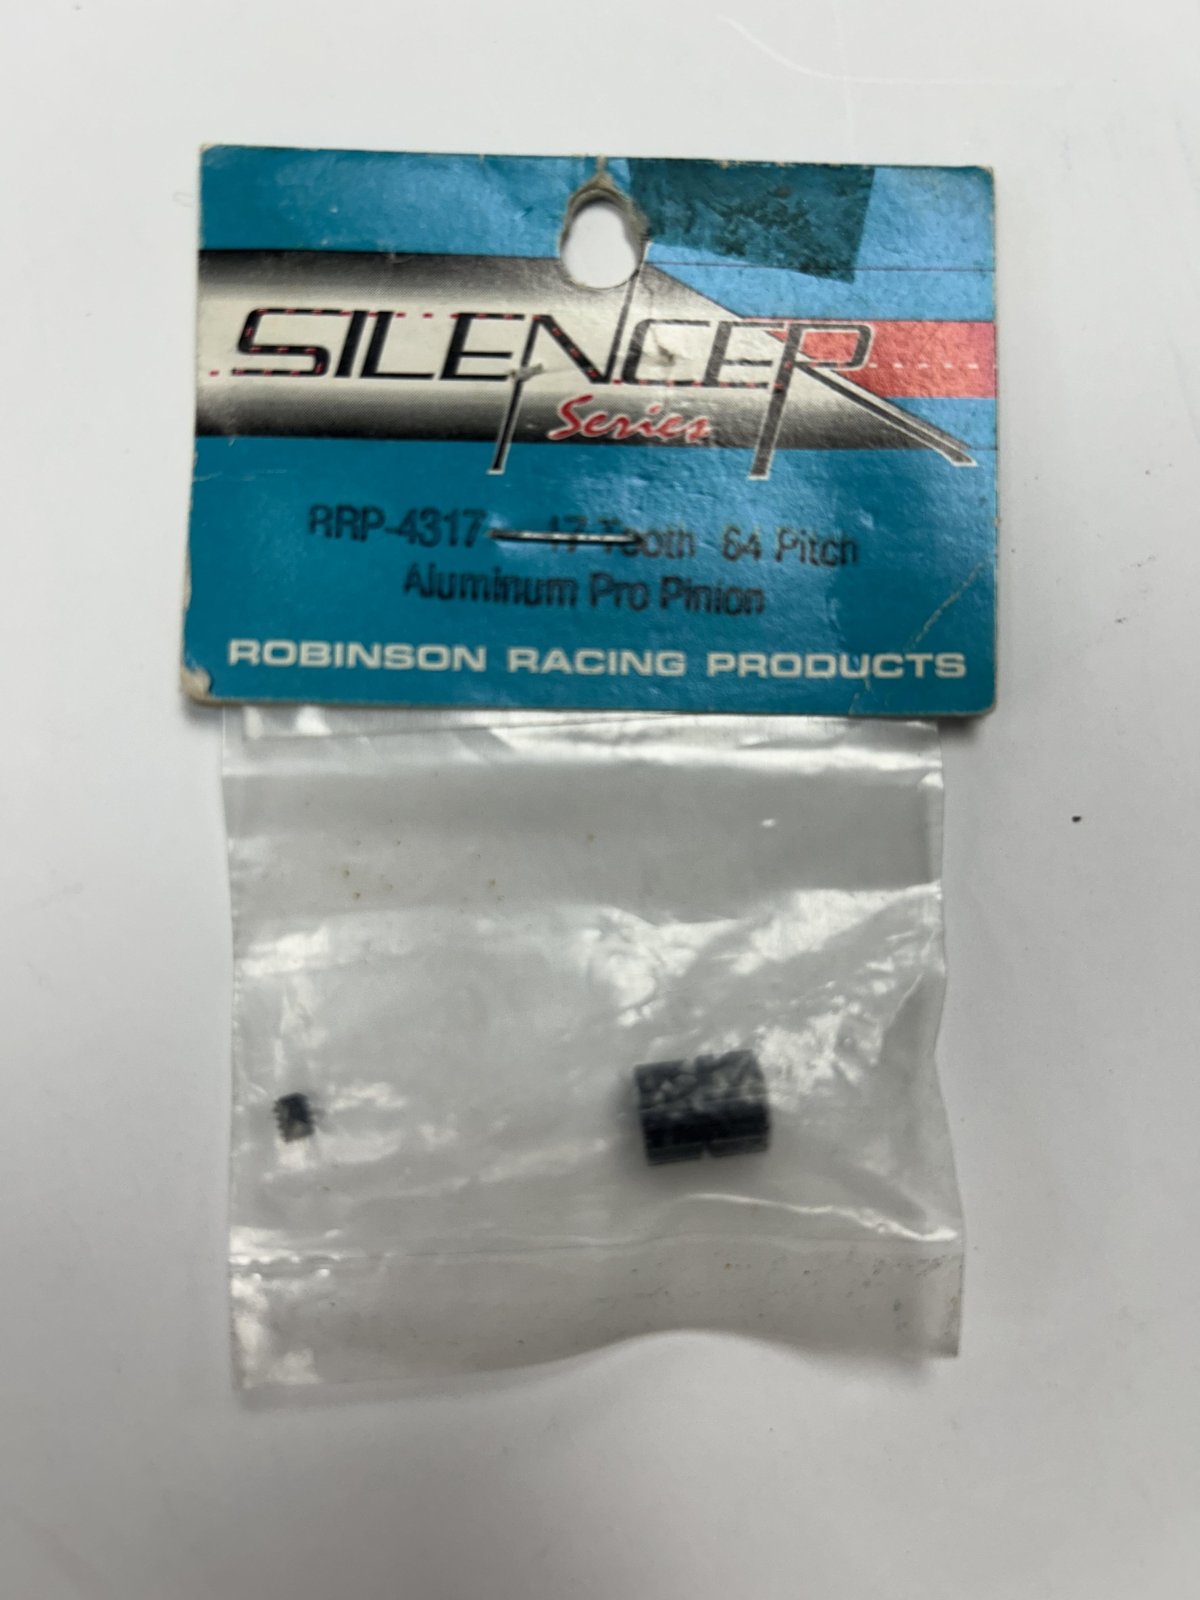 SILENCER
Series
RRP-4317 17 Tooth 64 Pitch
Aluminum Pro Pinion
ROBINSON RACING PRODUCTS